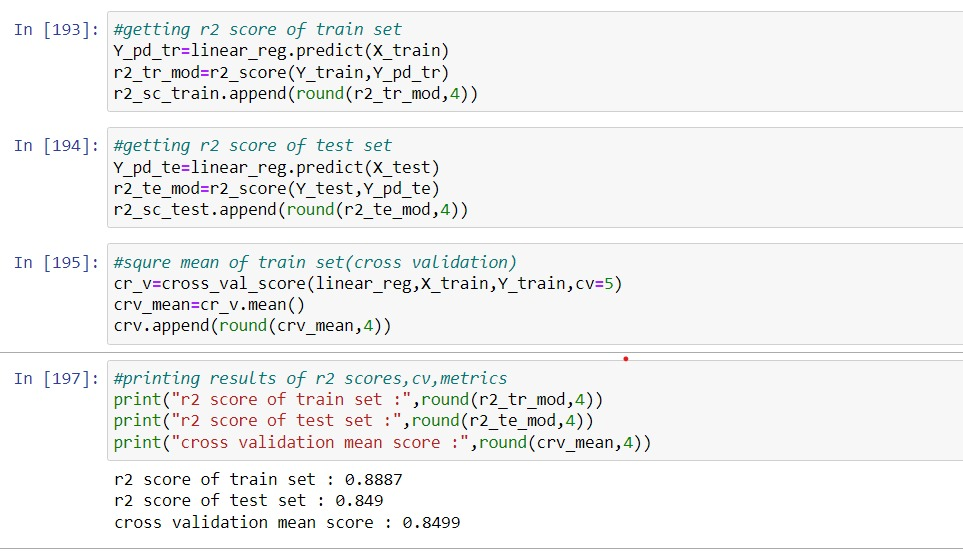 In [193]: #getting r2 score of train set
Y_pd_tr=linear_reg.predict(X_train)
r2_tr_mod=r2_score(Y_train,Y_pd_tr)
r2_sc_train.append(round(r2_tr_mod,4))
In [194]: #getting r2 score of test set
Y_pd_te=linear_reg.predict(X_test)
r2_te_mod=r2_score(Y_test,Y_pd_te)
r2_sc_test.append(round(r2_te_mod,4))
In [195]: #squre mean of train set(cross validation)
cr_v=cross_val_score(linear_reg,X_train,Y_train,cv=5)
crv_mean=cr_v.mean()
crv.append(round(crv_mean,4))
In [197]: #printing results of r2 scores,cv,metrics
print("r2 score of train set :",round(r2_tr_mod,4))
print("r2 score of test set :",round(r2_te_mod,4))
print("cross validation mean score :",round(crv_mean,4))
r2 score of train set : 0.8887
r2 score of test set : 0.849
cross validation mean score : 0.8499